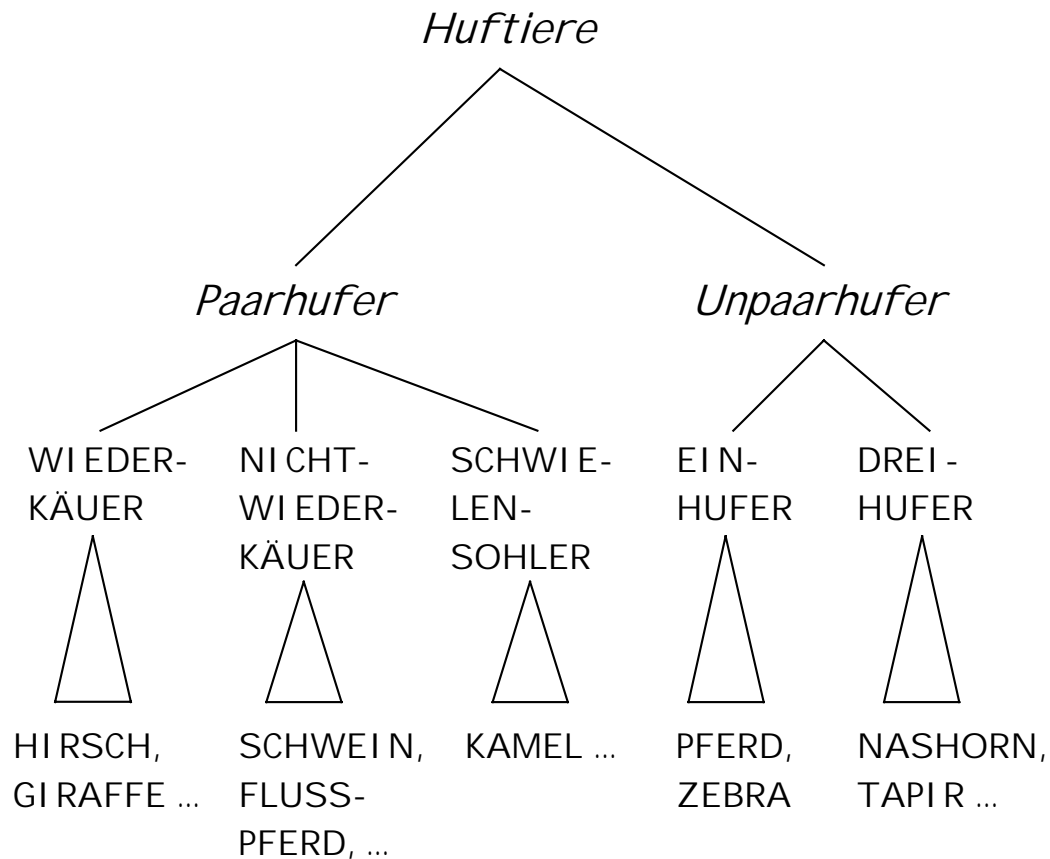 Huftiere
Paarhufer
Unpaarhufer
WIEDER-
KÄUER
NICHT-
WIEDER-
KÄUER
SCHWIE-
LEN-
SOHLER
EIN-
HUFER
DREI-
HUFER
HIRSCH,
GIRAFFE ...
SCHWEIN,
FLUSS-
PFERD, ...
KAMEL ...
PFERD,
ZEBRA
NASHORN,
TAPIR ...